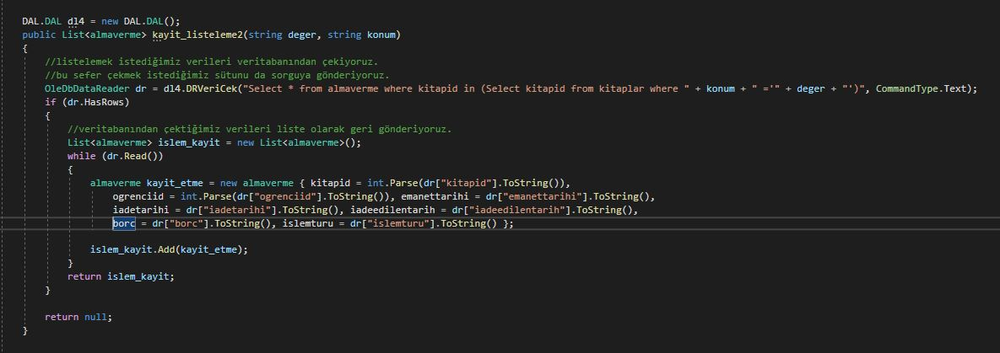 DAL.DAL dl4 = new DAL.DAL();
public List<almaverme> kayit_listeleme2(string deger, string konum)
{
//listelemek istediğimiz verileri veritabanından çekiyoruz.
//bu sefer çekmek istediğimiz sütunu da sorguya gönderiyoruz.
OleDbDataReader dr = dl4.DRVeriCek("Select * from almaverme where kitapid in (Select kitapid from kitaplar where " + konum + " ='" + deger + "')", CommandType.Text);
if (dr.HasRows)
{
//veritabanından çektiğimiz verileri liste olarak geri gönderiyoruz.
List<almaverme> islem_kayit = new List<almaverme>();
while (dr.Read())
{
almaverme kayit_etme = new almaverme { kitapid = int.Parse(dr["kitapid"].ToString()),
ogrenciid = int.Parse(dr["ogrenciid"].ToString()), emanettarihi = dr["emanettarihi"].ToString(),
iadetarihi = dr["iadetarihi"].ToString(), iadeedilentarih = dr["iadeedilentarih"].ToString(),
borc = dr["borc"].ToString(), islemturu = dr["islemturu"].ToString() };
islem_kayit.Add(kayit_etme);
}
return islem_kayit;
}
return null;
}